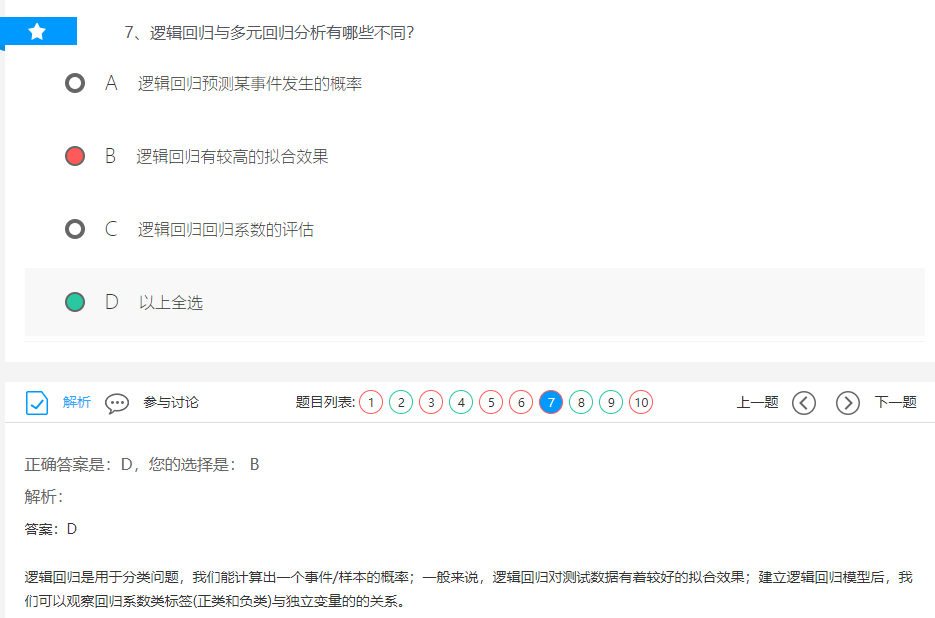 7、逻辑回归与多元回归分析有哪些不同?
A 逻辑回归预测某事件发生的概率
B 逻辑回归有较高的拟合效果
C 逻辑回归回归系数的评估
D 以上全选
解析 参与讨论 题目列表: 1 2 3 4 5 6 7 8 9 10 上一题 下一题
正确答案是：D，您的选择是： B
解析：
答案：D
逻辑回归是用于分类问题，我们能计算出一个事件/样本的概率；一般来说，逻辑回归对测试数据有着较好的拟合效果；建立逻辑回归模型后，我
们可以观察回归系数类标签(正类和负类)与独立变量的的关系。